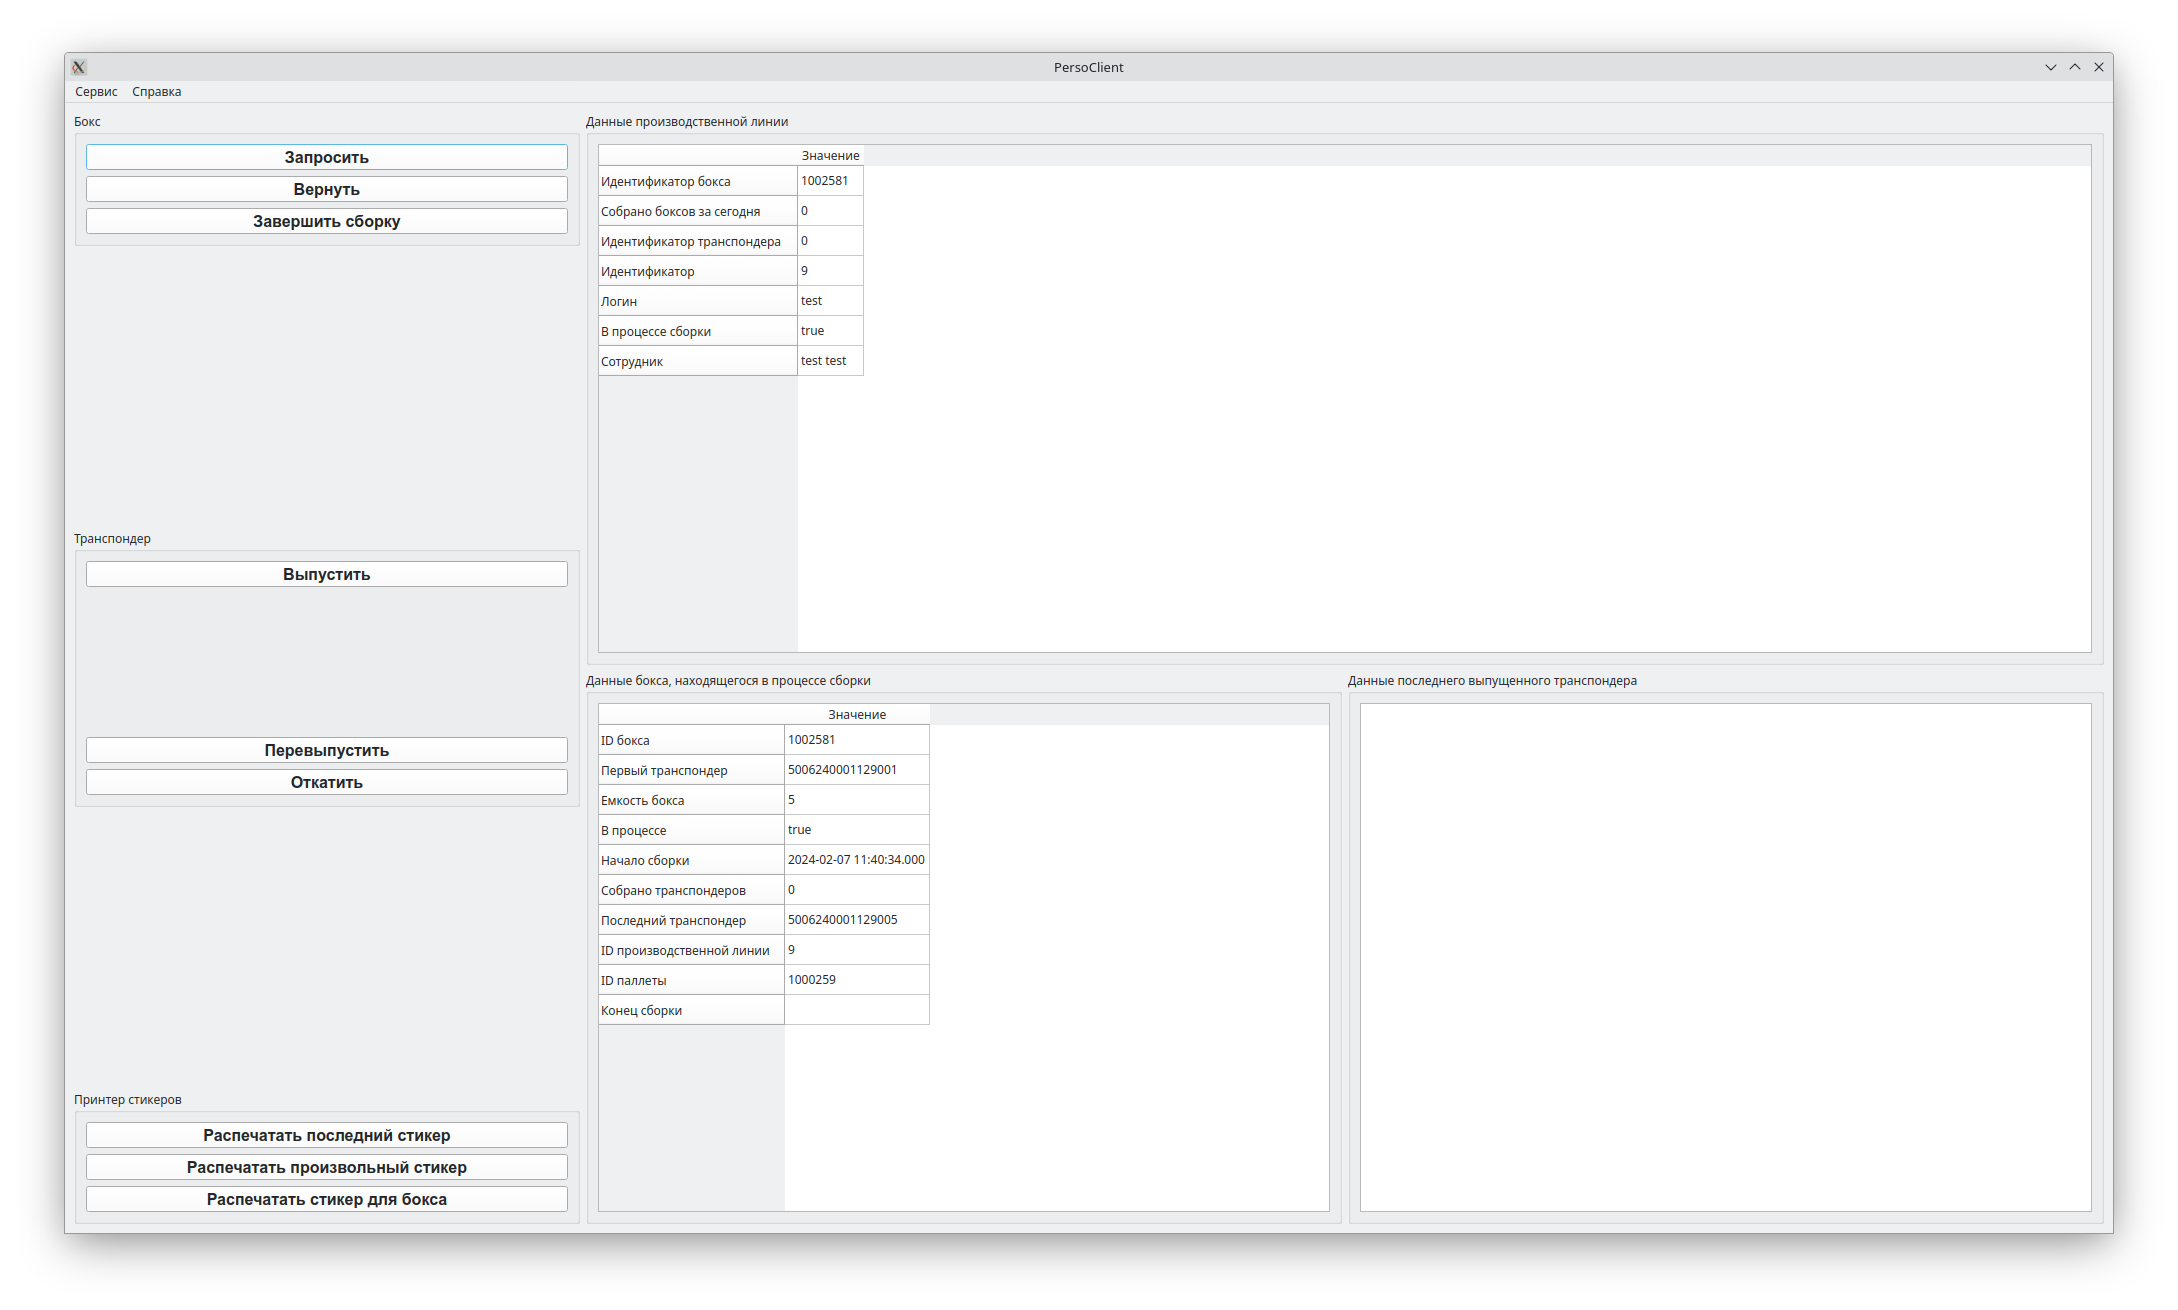 PersoClient
Сервис Справка
Бокс
Запросить
Вернуть
Завершить сборку
Транспондер
Выпустить
Перевыпустить
Откатить
Принтер стикеров
Распечатать последний стикер
Распечатать произвольный стикер
Распечатать стикер для бокса
Данные производственной линии
Значение
Идентификатор бокса 1002581
Собрано боксов за сегодня 0
Идентификатор транспондера 0
Идентификатор 9
Логин test
В процессе сборки true
Сотрудник test test
Данные бокса, находящегося в процессе сборки
Значение
ID бокса 1002581
Первый транспондер 5006240001129001
Емкость бокса 5
В процессе true
Начало сборки 2024-02-07 11:40:34.000
Собрано транспондеров 0
Последний транспондер 5006240001129005
ID производственной линии 9
ID паллеты 1000259
Конец сборки
Данные последнего выпущенного транспондера